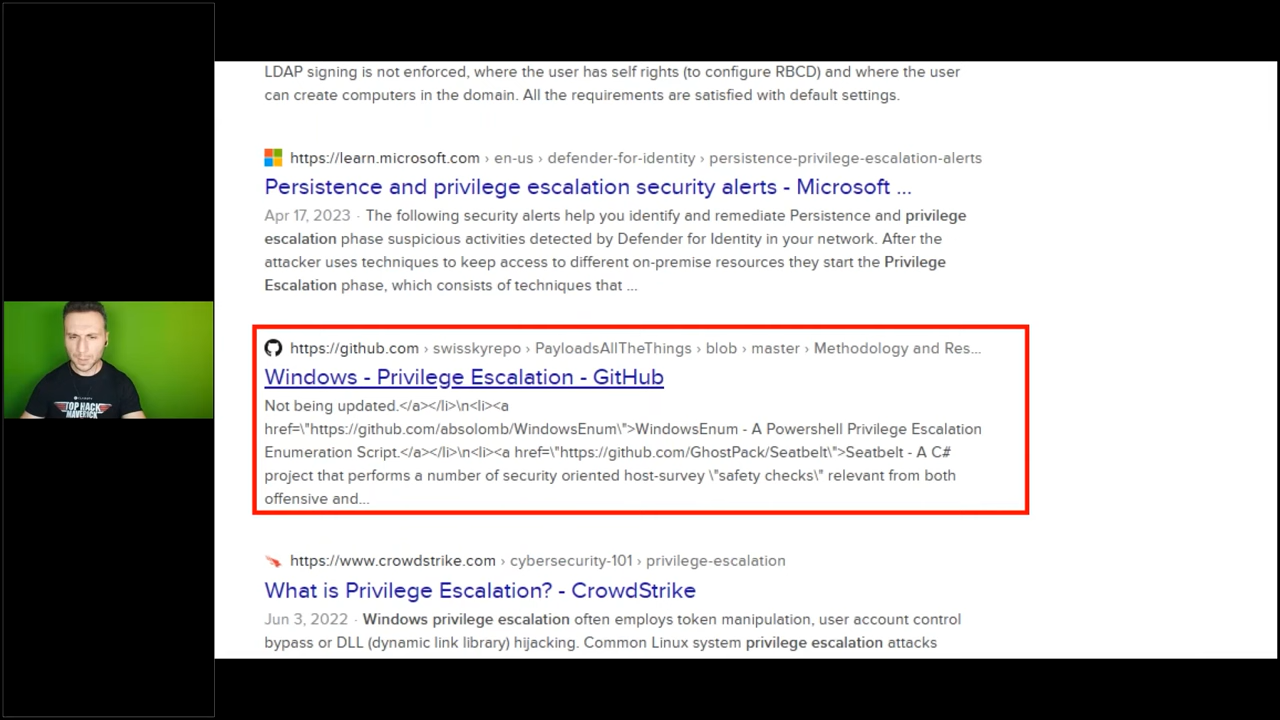 LDAP signing is not enforced, where the user has self rights (to configure RBCD) and where the user
can create computers in the domain. All the requirements are satisfied with default settings.
https://learn.microsoft.com › en-us › defender-for-identity › persistence-privilege-escalation-alerts
Persistence and privilege escalation security alerts - Microsoft ...
Apr 17, 2023 · The following security alerts help you identify and remediate Persistence and privilege
escalation phase suspicious activities detected by Defender for Identity in your network. After the
attacker uses techniques to keep access to different on-premise resources they start the Privilege
Escalation phase, which consists of techniques that ...
https://github.com › swisskyrepo › PayloadsAllTheThings › blob › master › Methodology and Res...
Windows - Privilege Escalation - GitHub
Not being updated.</a></li>\n<li><a
href=\"https://github.com/absolomb/WindowsEnum\">WindowsEnum - A Powershell Privilege Escalation
Enumeration Script.</a></li>\n<li><a href=\"https://github.com/GhostPack/Seatbelt\">Seatbelt - A C#
project that performs a number of security oriented host-survey \"safety checks\" relevant from both
offensive and...
https://www.crowdstrike.com › cybersecurity-101 › privilege-escalation
What is Privilege Escalation? - CrowdStrike
Jun 3, 2022 · Windows privilege escalation often employs token manipulation, user account control
bypass or DLL (dynamic link library) hijacking. Common Linux system privilege escalation attacks
TOP HACK
MAVERICK